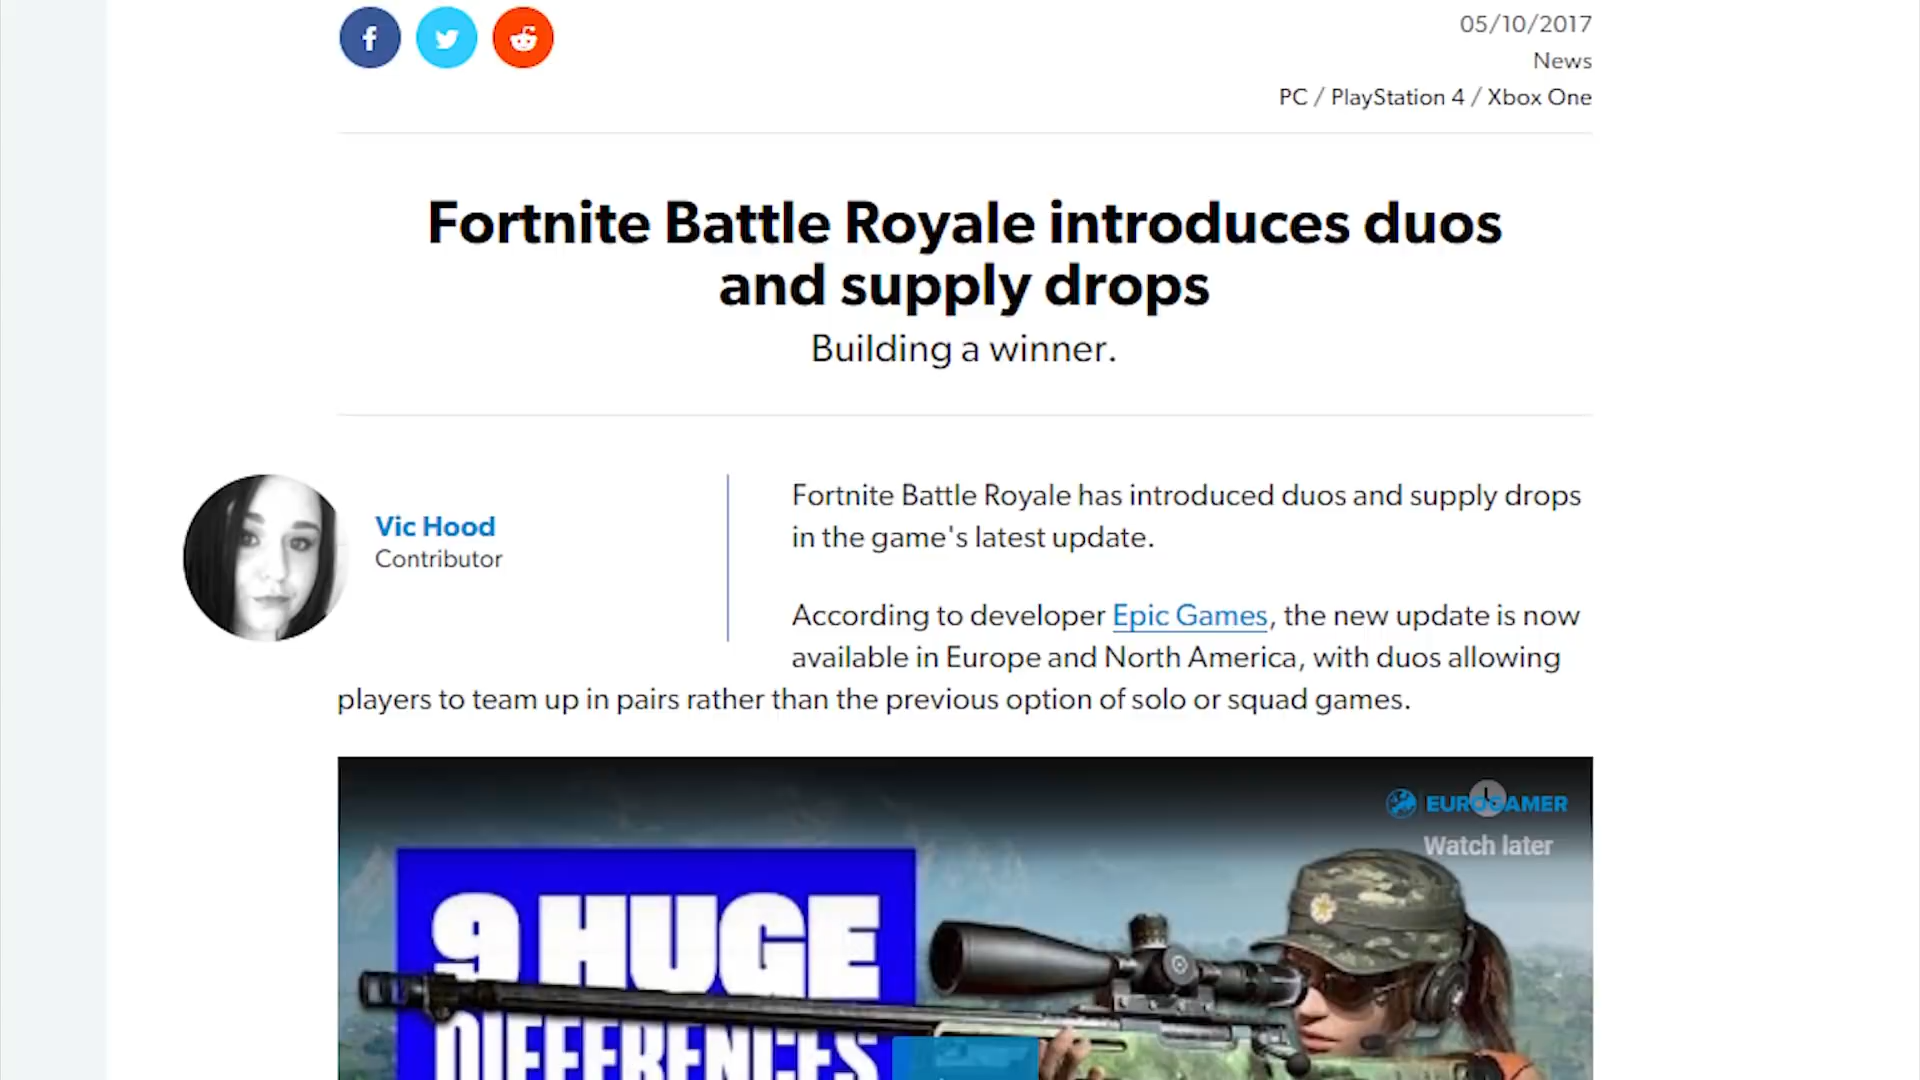 05/10/2017
News
PC / PlayStation 4 / Xbox One
Fortnite Battle Royale introduces duos
and supply drops
Building a winner.
Vic Hood
Contributor
Fortnite Battle Royale has introduced duos and supply drops
in the game's latest update.
According to developer Epic Games, the new update is now
available in Europe and North America, with duos allowing
players to team up in pairs rather than the previous option of solo or squad games.
EUROGAMER
Watch later
9 HUGE
DIFFERENCES